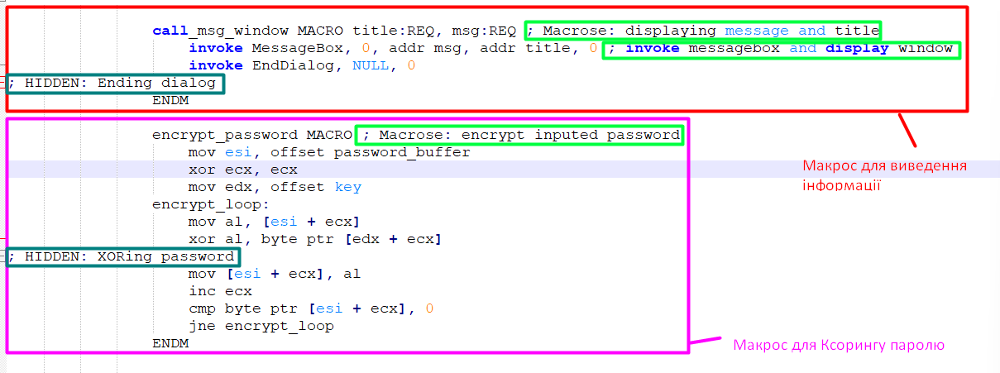 call_msg_window MACRO title:REQ, msg:REQ ; Macrose: displaying message and title
invoke MessageBox, 0, addr msg, addr title, 0 ; invoke messagebox and display window
invoke EndDialog, NULL, 0
; HIDDEN: Ending dialog
ENDM
encrypt_password MACRO ; Macrose: encrypt inputed password
mov esi, offset password_buffer
xor ecx, ecx
mov edx, offset key
encrypt_loop:
mov al, [esi + ecx]
xor al, byte ptr [edx + ecx]
; HIDDEN: XORing password
mov [esi + ecx], al
inc ecx
cmp byte ptr [esi + ecx], 0
jne encrypt_loop
ENDM
Макрос для виведення
інформації
Макрос для Ксорингу паролю